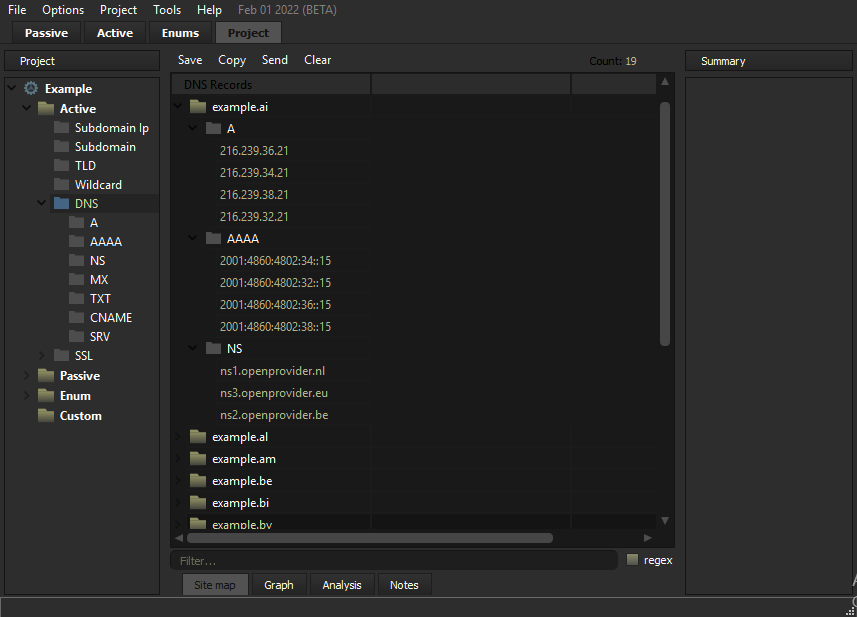 File Options Project Tools Help Feb 01 2022 (BETA)
Passive Active Enums Project
Project
Example
Active
Subdomain Ip
Subdomain
TLD
Wildcard
DNS
A
AAAA
NS
MX
TXT
CNAME
SRV
SSL
Passive
Enum
Custom
Save Copy Send Clear Count: 19
DNS Records
example.ai
A
216.239.36.21
216.239.34.21
216.239.38.21
216.239.32.21
AAAA
2001:4860:4802:34::15
2001:4860:4802:32::15
2001:4860:4802:36::15
2001:4860:4802:38::15
NS
ns1.openprovider.nl
ns3.openprovider.eu
ns2.openprovider.be
example.al
example.am
example.be
example.bi
example.by
Filter... regex
Site map Graph Analysis Notes
Summary